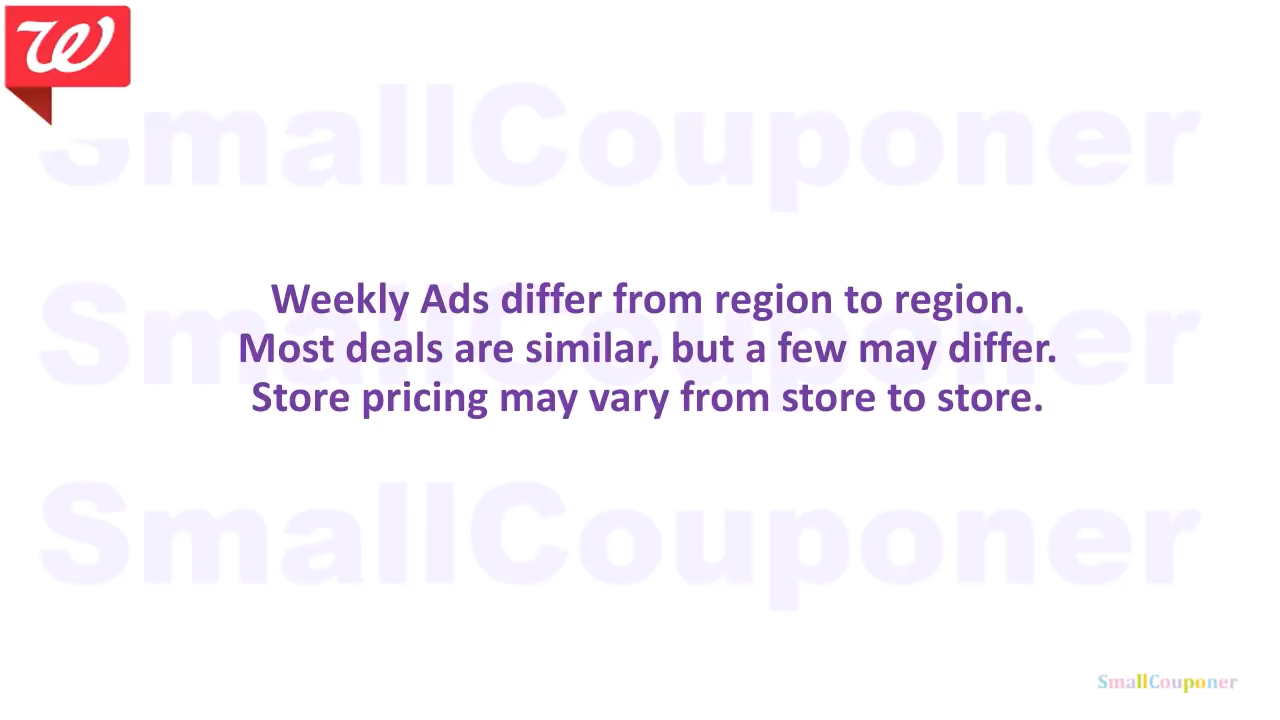 W
SmallCouponer
Weekly Ads differ from region to region.
SmallCouponer
Most deals are similar, but a few may differ.
Store pricing may vary from store to store.
SmallCouponer
SmallCouponer